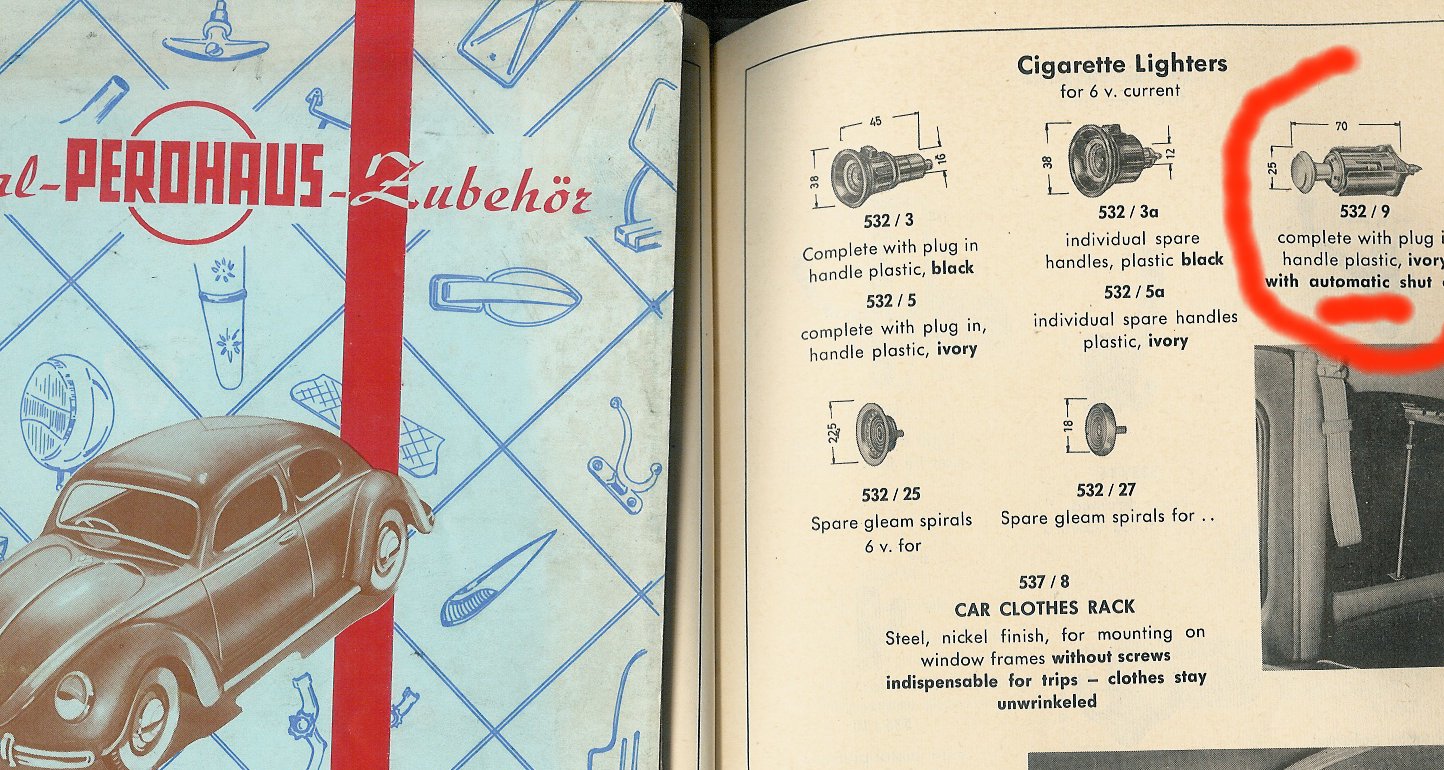 al-PEROHAUS-Zubehör
Cigarette Lighters
for 6 v. current
45
16
38
532 / 3
Complete with plug in
handle plastic, black
532 / 5
complete with plug in,
handle plastic, ivory
38
12
532 / 3a
individual spare
handles, plastic black
532 / 5a
individual spare handles
plastic, ivory
70
25
532 / 9
complete with plug i
handle plastic, ivory
with automatic shut
22,5
532 / 25
Spare gleam spirals
6 v. for
18
532 / 27
Spare gleam spirals for ..
537 / 8
CAR CLOTHES RACK
Steel, nickel finish, for mounting on
window frames without screws
indispensable for trips – clothes stay
unwrinkeled